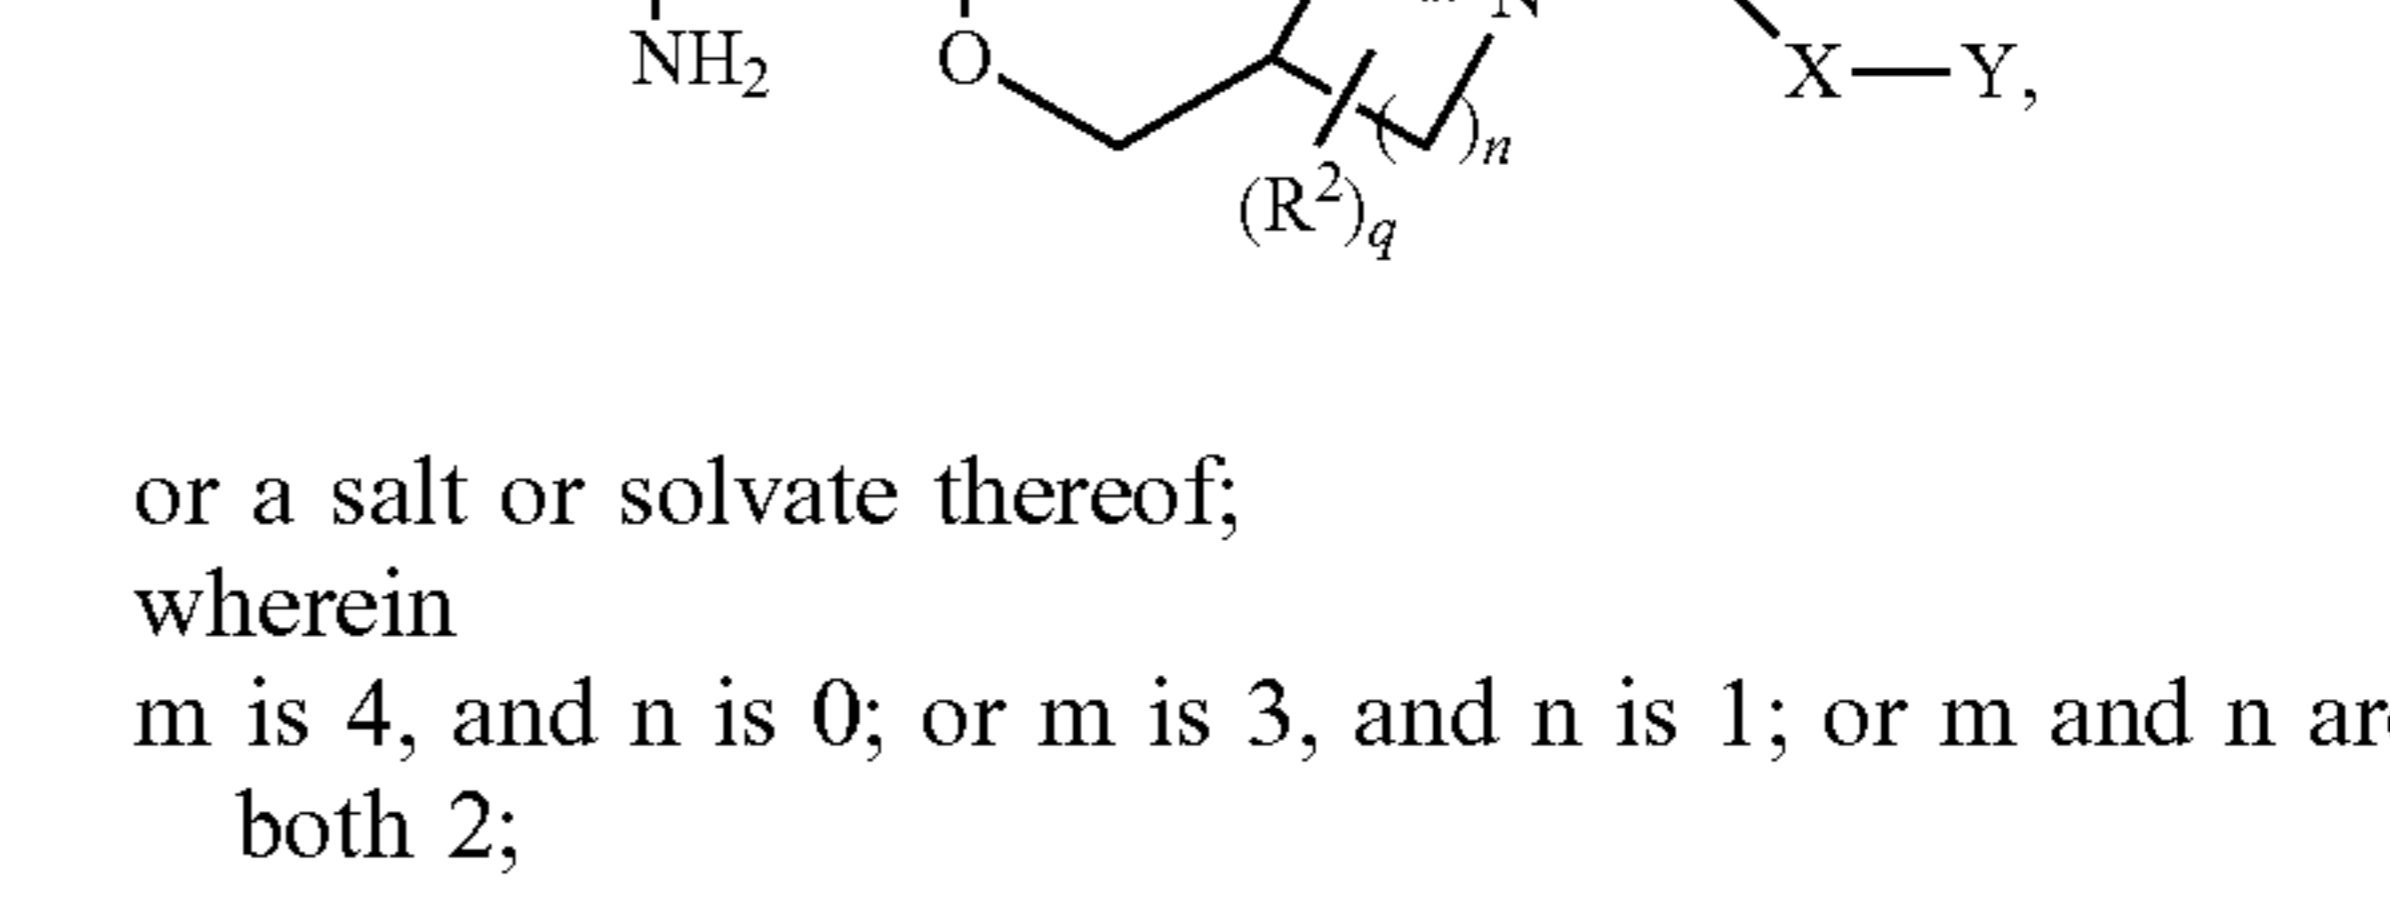 N
NH2
O
X—Y,
( )n
(R2)q
or a salt or solvate thereof;
wherein
m is 4, and n is 0; or m is 3, and n is 1; or m and n are
both 2;